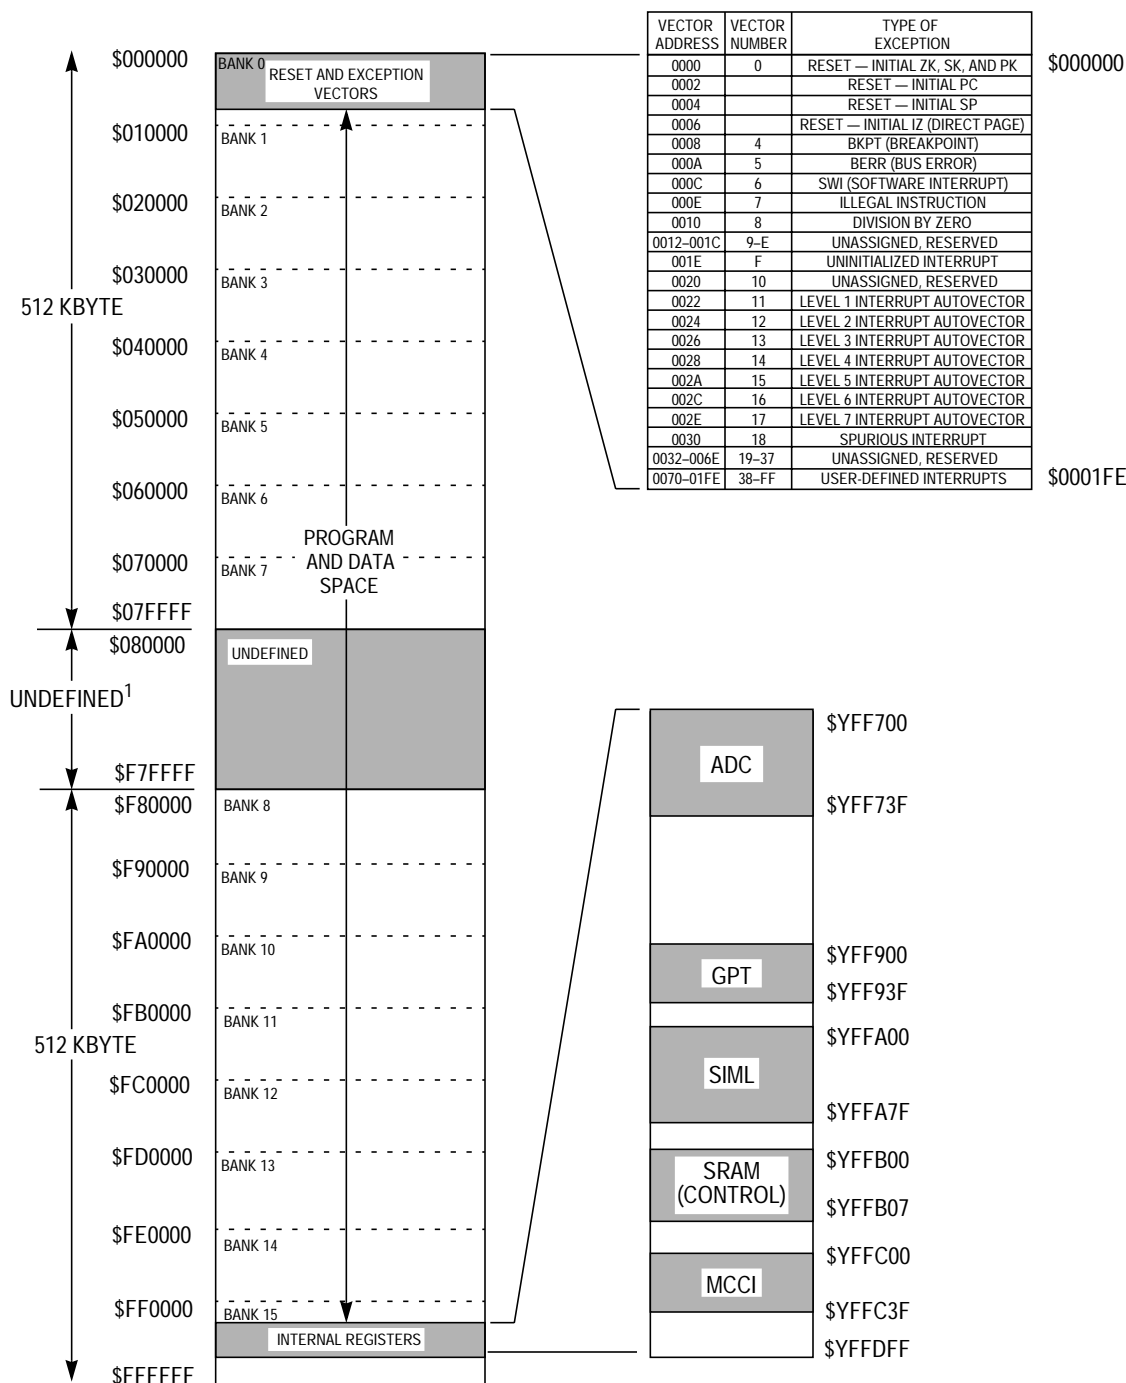 VECTOR ADDRESS VECTOR NUMBER TYPE OF EXCEPTION
0000 0 RESET — INITIAL ZK, SK, AND PK
0002 RESET — INITIAL PC
0004 RESET — INITIAL SP
0006 RESET — INITIAL IZ (DIRECT PAGE)
0008 4 BKPT (BREAKPOINT)
000A 5 BERR (BUS ERROR)
000C 6 SWI (SOFTWARE INTERRUPT)
000E 7 ILLEGAL INSTRUCTION
0010 8 DIVISION BY ZERO
0012–001C 9–E UNASSIGNED, RESERVED
001E F UNINITIALIZED INTERRUPT
0020 10 UNASSIGNED, RESERVED
0022 11 LEVEL 1 INTERRUPT AUTOVECTOR
0024 12 LEVEL 2 INTERRUPT AUTOVECTOR
0026 13 LEVEL 3 INTERRUPT AUTOVECTOR
0028 14 LEVEL 4 INTERRUPT AUTOVECTOR
002A 15 LEVEL 5 INTERRUPT AUTOVECTOR
002C 16 LEVEL 6 INTERRUPT AUTOVECTOR
002E 17 LEVEL 7 INTERRUPT AUTOVECTOR
0030 18 SPURIOUS INTERRUPT
0032–006E 19–37 UNASSIGNED, RESERVED
0070–01FE 38–FF USER-DEFINED INTERRUPTS
$000000
$0001FE
$000000
BANK 0
RESET AND EXCEPTION
VECTORS
$010000
BANK 1
$020000
BANK 2
$030000
BANK 3
512 KBYTE
$040000
BANK 4
$050000
BANK 5
$060000
BANK 6
PROGRAM
AND DATA
SPACE
$070000
BANK 7
$07FFFF
$080000
UNDEFINED
UNDEFINED1
$F7FFFF
$F80000
BANK 8
$F90000
BANK 9
$FA0000
BANK 10
$FB0000
BANK 11
512 KBYTE
$FC0000
BANK 12
$FD0000
BANK 13
$FE0000
BANK 14
$FF0000
BANK 15
INTERNAL REGISTERS
$FFFFFF
$YFF700
ADC
$YFF73F
$YFF900
GPT
$YFF93F
$YFFA00
SIML
$YFFA7F
$YFFB00
SRAM
(CONTROL)
$YFFB07
$YFFC00
MCCI
$YFFC3F
$YFFDFF